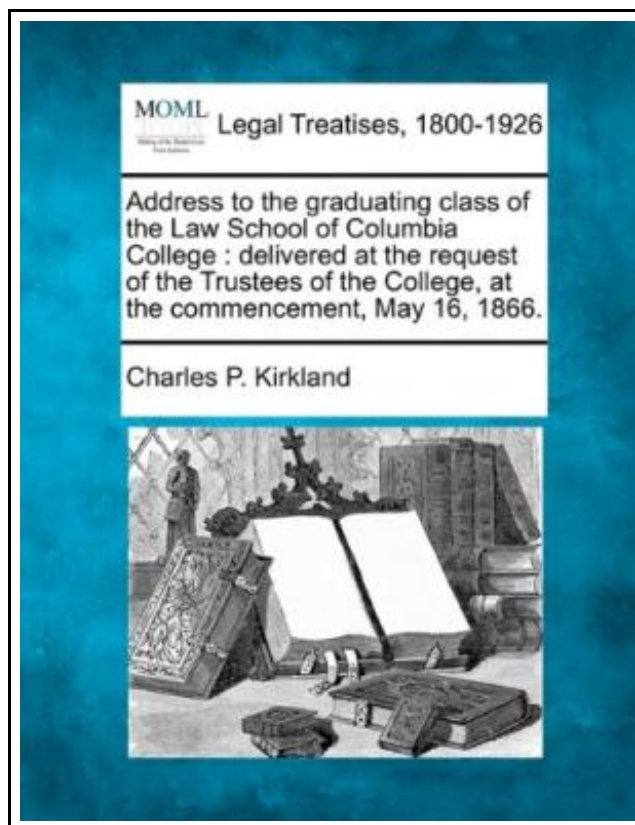 MOML
Legal Treatises, 1800-1926
Address to the graduating class of
the Law School of Columbia
College : delivered at the request
of the Trustees of the College, at
the commencement, May 16, 1866.
Charles P. Kirkland